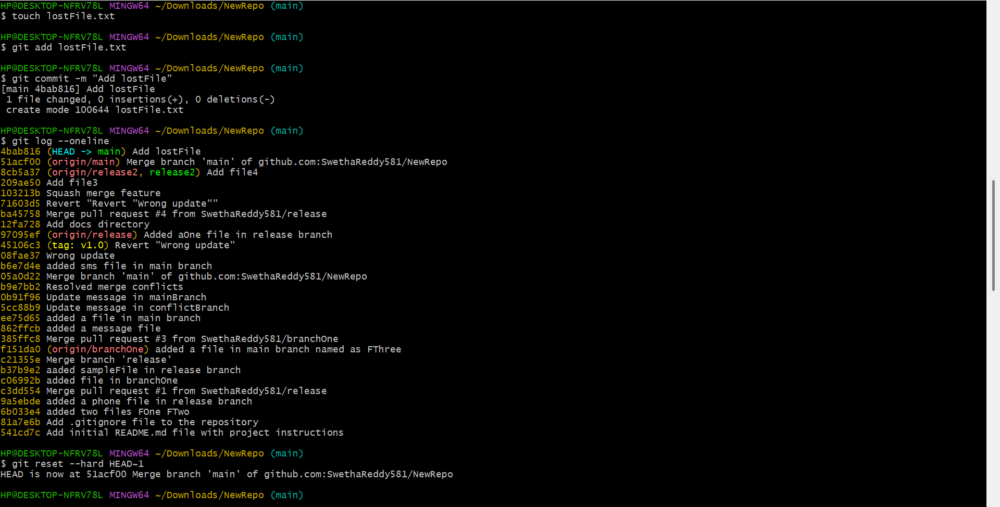 HP@DESKTOP-NFRV78L MINGW64 ~/Downloads/NewRepo (main)
$ touch lostFile.txt
HP@DESKTOP-NFRV78L MINGW64 ~/Downloads/NewRepo (main)
$ git add lostFile.txt
HP@DESKTOP-NFRV78L MINGW64 ~/Downloads/NewRepo (main)
$ git commit -m "Add lostFile"
[main 4bab816] Add lostFile
 1 file changed, 0 insertions(+), 0 deletions(-)
 create mode 100644 lostFile.txt
HP@DESKTOP-NFRV78L MINGW64 ~/Downloads/NewRepo (main)
$ git log --oneline
4bab816 (HEAD -> main) Add lostFile
51acf00 (origin/main) Merge branch 'main' of github.com:SwethaReddy581/NewRepo
8cb5a37 (origin/release2, release2) Add file4
209ae50 Add file3
103213b Squash merge feature
71603d5 Revert "Revert "Wrong update""
ba45758 Merge pull request #4 from SwethaReddy581/release
12fa728 Add docs directory
97095ef (origin/release) Added aOne file in release branch
45106c3 (tag: v1.0) Revert "Wrong update"
08fae37 Wrong update
b6e7d4e added sms file in main branch
05a0d22 Merge branch 'main' of github.com:SwethaReddy581/NewRepo
b9e7bb2 Resolved merge conflicts
0b91f96 Update message in mainBranch
5cc88b9 Update message in conflictBranch
ee75d65 added a file in main branch
862ffcb added a message file
385ffc8 Merge pull request #3 from SwethaReddy581/branchOne
f151da0 (origin/branchOne) added a file in main branch named as FThree
c21355e Merge branch 'release'
b37b9e2 aaded sampleFile in release branch
c06992b added file in branchOne
c3dd554 Merge pull request #1 from SwethaReddy581/release
9a5ebde added a phone file in release branch
6b033e4 added two files FOne FTwo
81a7e6b Add .gitignore file to the repository
541cd7c Add initial README.md file with project instructions
HP@DESKTOP-NFRV78L MINGW64 ~/Downloads/NewRepo (main)
$ git reset --hard HEAD~1
HEAD is now at 51acf00 Merge branch 'main' of github.com:SwethaReddy581/NewRepo
HP@DESKTOP-NFRV78L MINGW64 ~/Downloads/NewRepo (main)